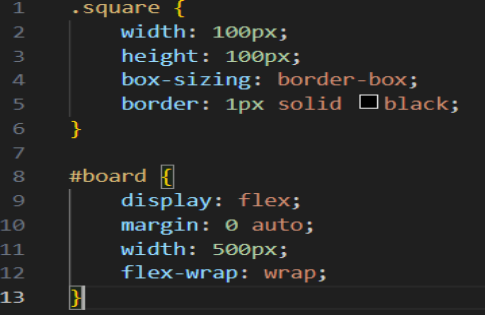 1 .square {
2     width: 100px;
3     height: 100px;
4     box-sizing: border-box;
5     border: 1px solid black;
6 }
7
8 #board {
9     display: flex;
10     margin: 0 auto;
11     width: 500px;
12     flex-wrap: wrap;
13 }